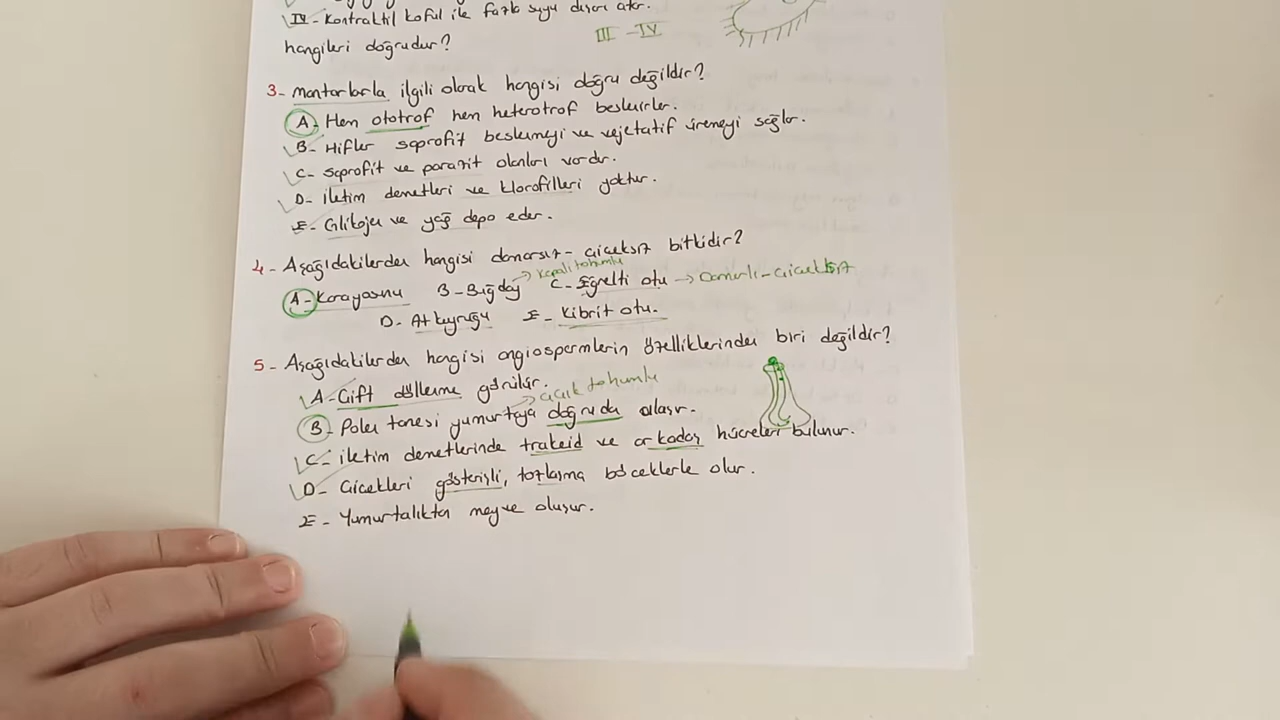 IV - Kontraktil koful ile fazla suyu dışarı atar.
hangileri doğrudur?
III - IV
3- Mantarlarla ilgili olarak hangisi doğru değildir?
A- Hem ototrof hem heterotrof beslenirler.
B- Hifler saprofit beslenmeyi ve vejetatif üremeyi sağlar.
C- Saprofit ve parazit olanları vardır.
D- İletim demetleri ve klorofilleri yoktur.
E- Glikojen ve yağ depo eder.
4- Aşağıdakilerden hangisi damarsız - çiçeksiz bitkidir?
→ kapalı tohumlu
A- Karayosunu B- Buğday C- Eğrelti otu → Damarlı - çiçeksiz
D- Atkuyruğu E- Kibrit otu.
5- Aşağıdakilerden hangisi angiospermlerin özelliklerinden biri değildir?
A- Çift döllenme görülür.
→ açık tohumlu
B- Polen tanesi yumurtaya doğrudan ulaşır.
C- İletim demetlerinde trakeid ve arkadaş hücreleri bulunur.
D- Çiçekleri gösterişli, tozlaşma böceklerle olur.
E- Yumurtalıktan meyve oluşur.